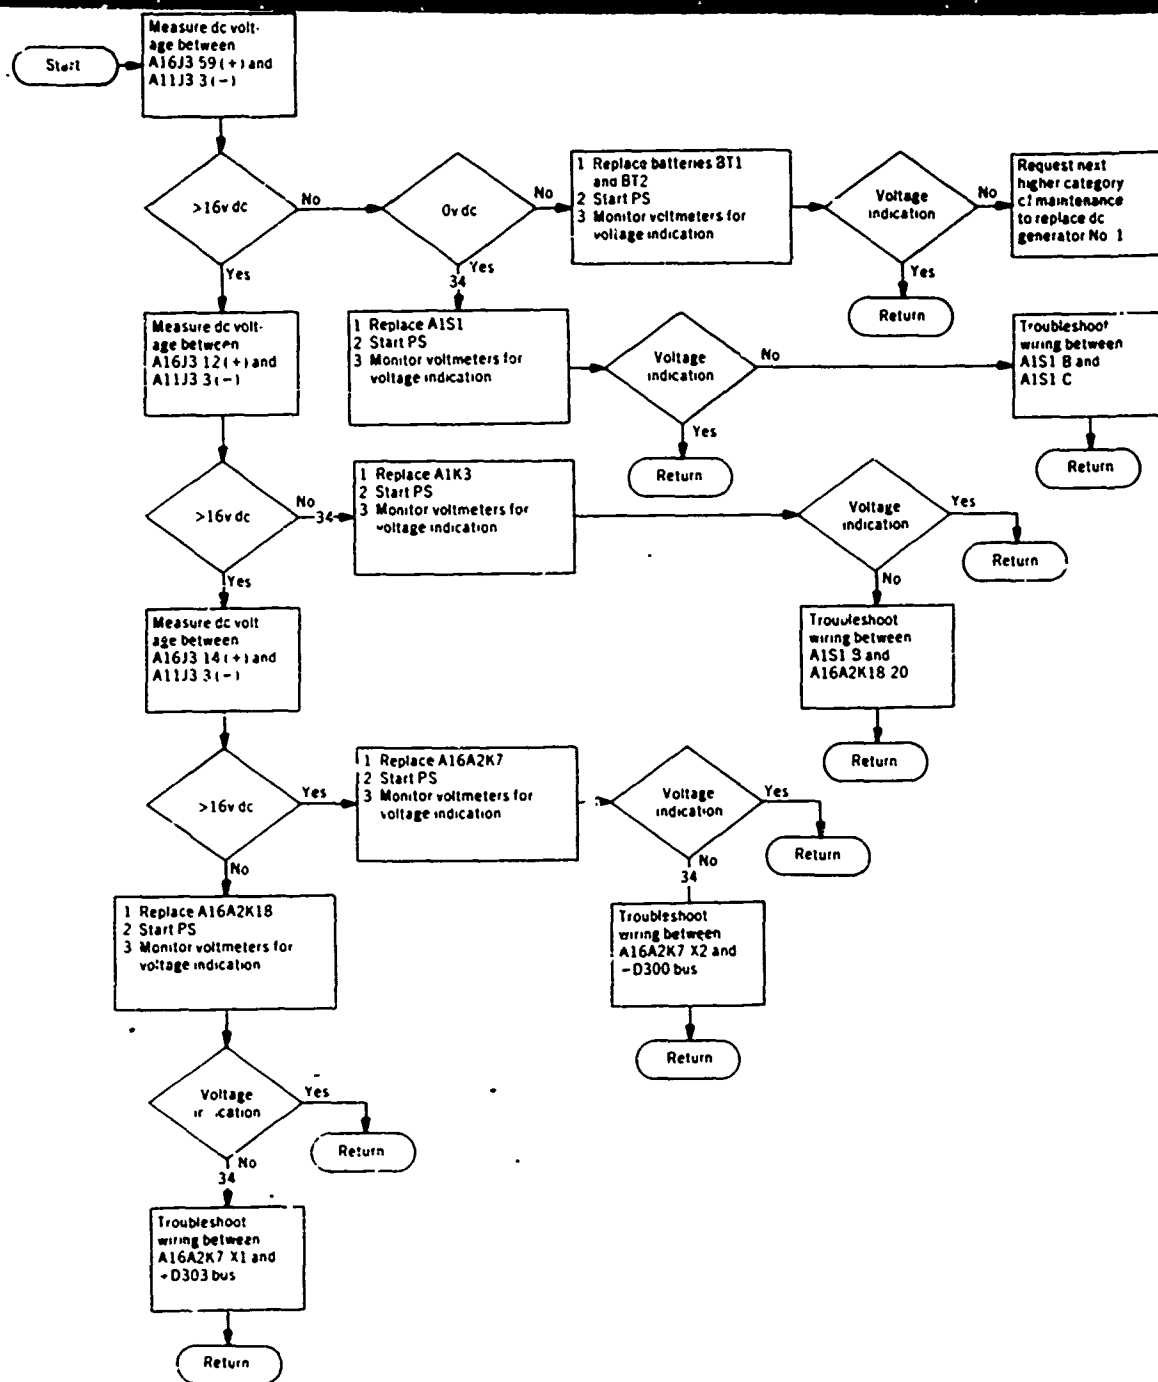 Start
Measure dc volt-
age between
A16J3 59 (+) and
A11J3 3 (-)
>16v dc
No
0v dc
No
1 Replace batteries BT1
and BT2
2 Start PS
3 Monitor voltmeters for
voltage indication
Voltage
indication
No
Request next
higher category
of maintenance
to replace dc
generator No 1
Yes
Yes
34
Yes
Return
Measure dc volt-
age between
A16J3 12 (+) and
A11J3 3 (-)
1 Replace A1S1
2 Start PS
3 Monitor voltmeters for
voltage indication
Voltage
indication
No
Troubleshoot
wiring between
A1S1 B and
A1S1 C
Yes
Return
Return
>16v dc
No
34
1 Replace A1K3
2 Start PS
3 Monitor voltmeters for
voltage indication
Voltage
indication
Yes
Return
Yes
No
Measure dc volt
age between
A16J3 14 (+) and
A11J3 3 (-)
Troubleshoot
wiring between
A1S1 and
A16A2K18 20
Return
>16v dc
Yes
1 Replace A16A2K7
2 Start PS
3 Monitor voltmeters for
voltage indication
Voltage
indication
Yes
Return
No
No
34
1 Replace A16A2K18
2 Start PS
3 Monitor voltmeters for
voltage indication
Troubleshoot
wiring between
A16A2K7 X2 and
-D300 bus
Return
Voltage
Yes
Return
No
34
Troubleshoot
wiring between
A16A2K7 X1 and
D303 bus
Return